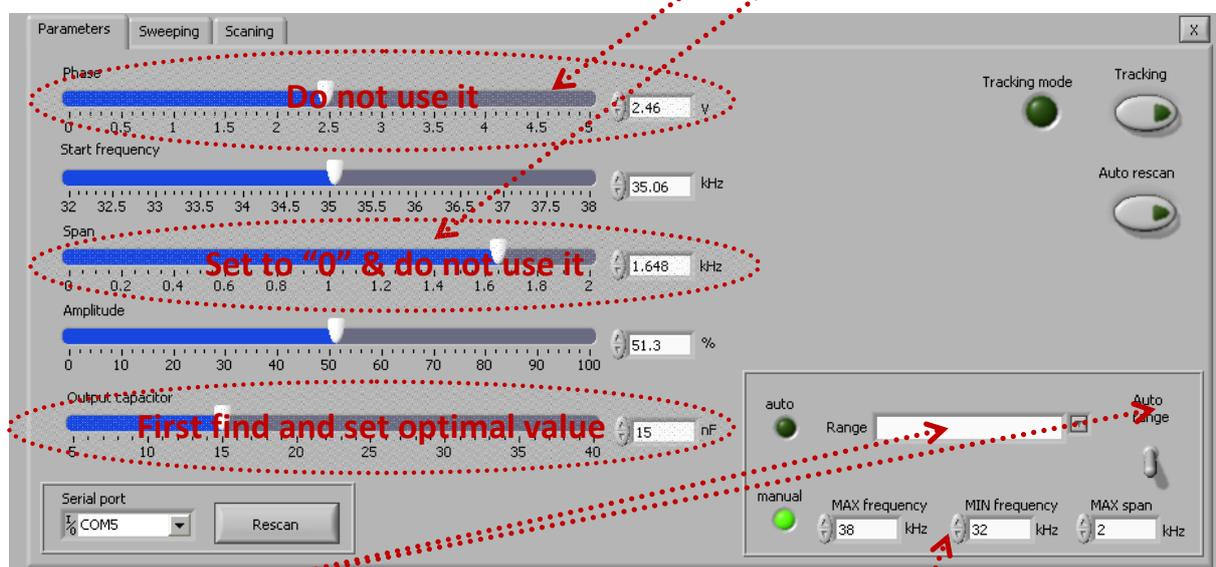 Parameters Sweeping Scaning X
Phase
Do not use it
2.46 V
0 0.5 1 1.5 2 2.5 3 3.5 4 4.5 5
Tracking mode Tracking
Start frequency
35.06 kHz
32 32.5 33 33.5 34 34.5 35 35.5 36 36.5 37 37.5 38
Auto rescan
Span
Set to “0” & do not use it
1.648 kHz
0 0.2 0.4 0.6 0.8 1 1.2 1.4 1.6 1.8 2
Amplitude
51.3 %
0 10 20 30 40 50 60 70 80 90 100
Output capacitor
First find and set optimal value
15 nF
5 10 15 20 25 30 35 40
Serial port
COM5 Rescan
auto Range Auto
range
manual
MAX frequency MIN frequency MAX span
38 kHz 32 kHz 2 kHz